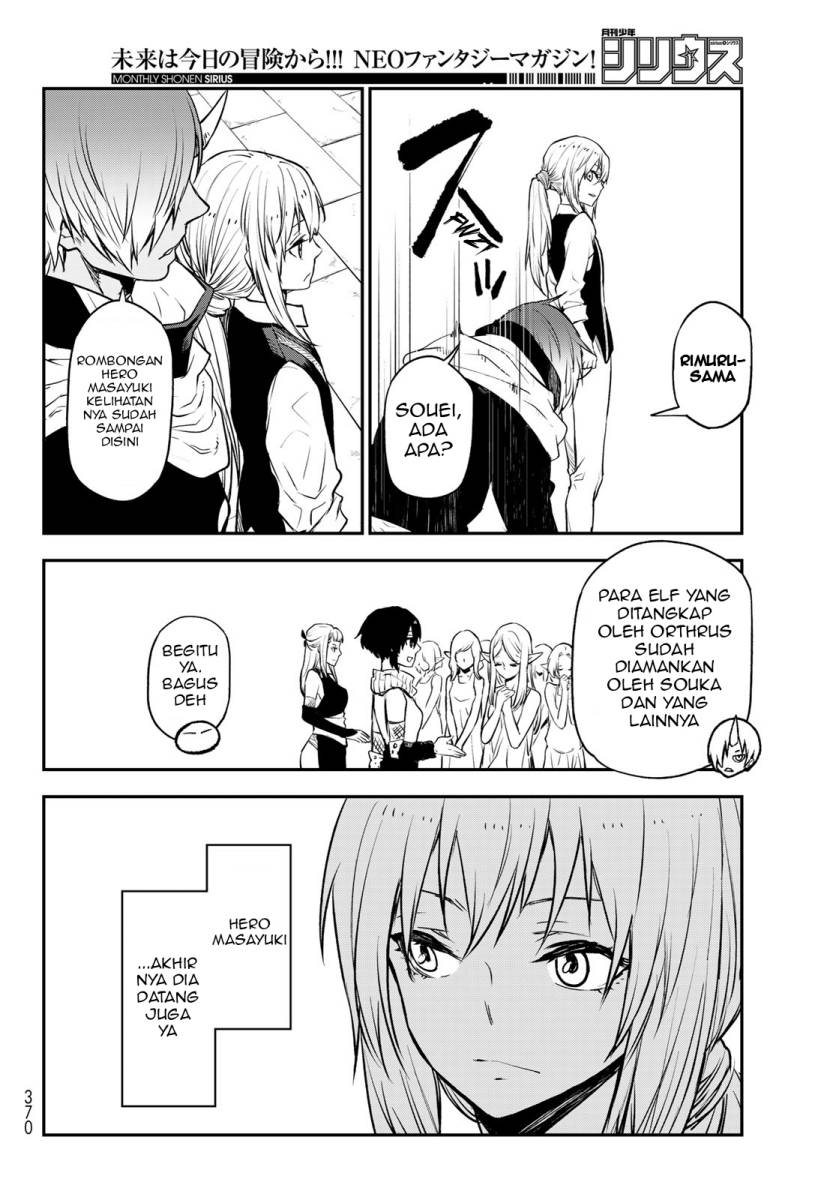 未来は今日の冒険から!!! NEOファンタジーマガジン!
月刊少年
シリウス
MONTHLY SHONEN SIRIUS
RIMURU-
SAMA
ズッ
FWZ!
SOUEI,
ADA
APA?
ROMBONGAN
HERO
MASAYUKI
KELIHATAN
NYA SUDAH
SAMPAI
DISINI
PARA ELF YANG
DITANGKAP
OLEH ORTHRUS
SUDAH
DIAMANKAN
OLEH SOUKA
DAN YANG
LAINNYA
BEGITU
YA.
BAGUS
DEH
HERO
MASAYUKI
...AKHIR
NYA DIA
DATANG
JUGA
YA
370